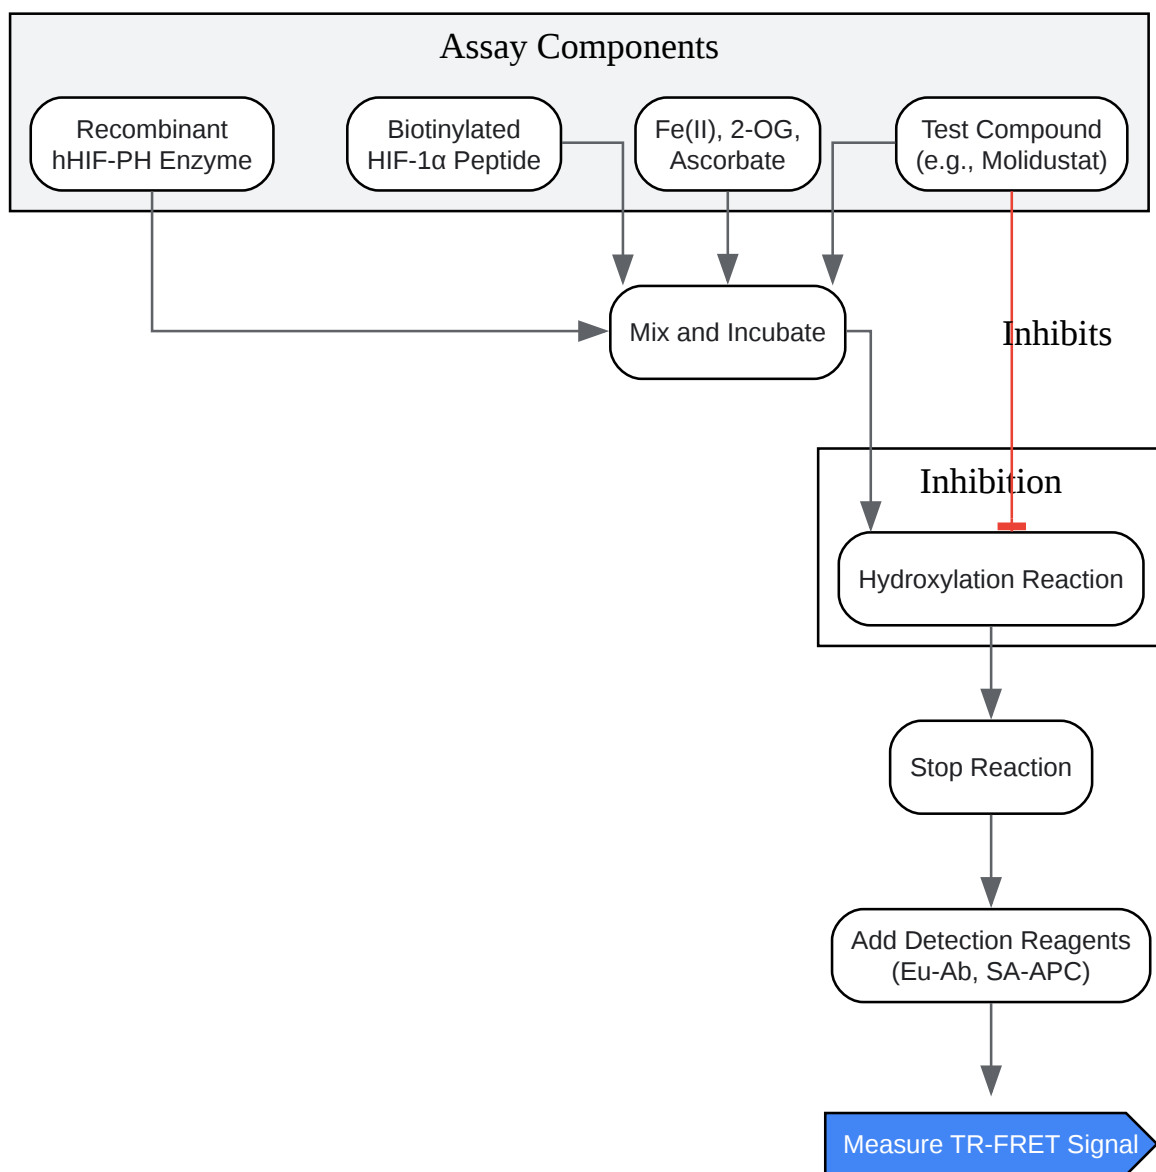 Assay Components
Recombinant
hHIF-PH Enzyme
Biotinylated
HIF-1α Peptide
Fe(II), 2-OG,
Ascorbate
Test Compound
(e.g., Molidustat)
Mix and Incubate
Inhibits
Inhibition
Hydroxylation Reaction
Stop Reaction
Add Detection Reagents
(Eu-Ab, SA-APC)
Measure TR-FRET Signal